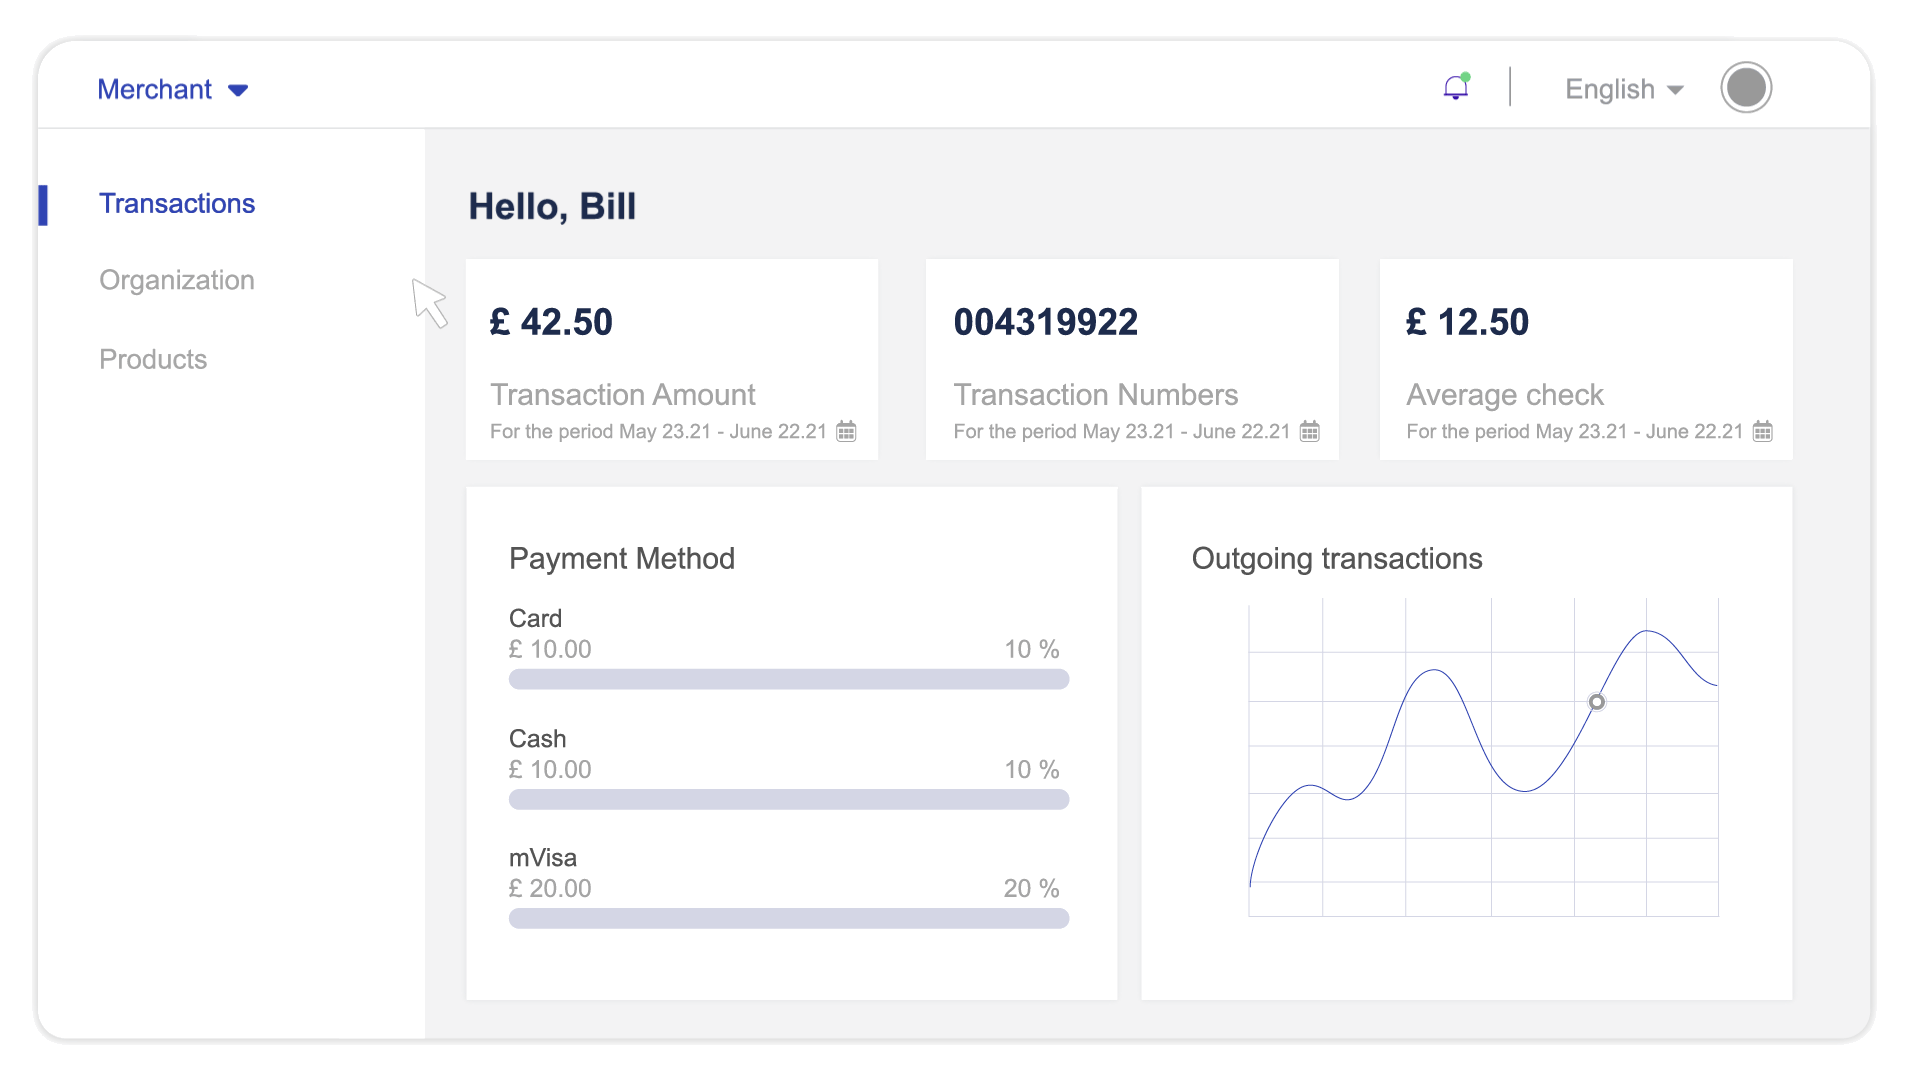 Merchant
English
Transactions
Organization
Products
Hello, Bill
£ 42.50
Transaction Amount
For the period May 23.21 - June 22.21
004319922
Transaction Numbers
For the period May 23.21 - June 22.21
£ 12.50
Average check
For the period May 23.21 - June 22.21
Payment Method
Card
£ 10.00 10 %
Cash
£ 10.00 10 %
mVisa
£ 20.00 20 %
Outgoing transactions